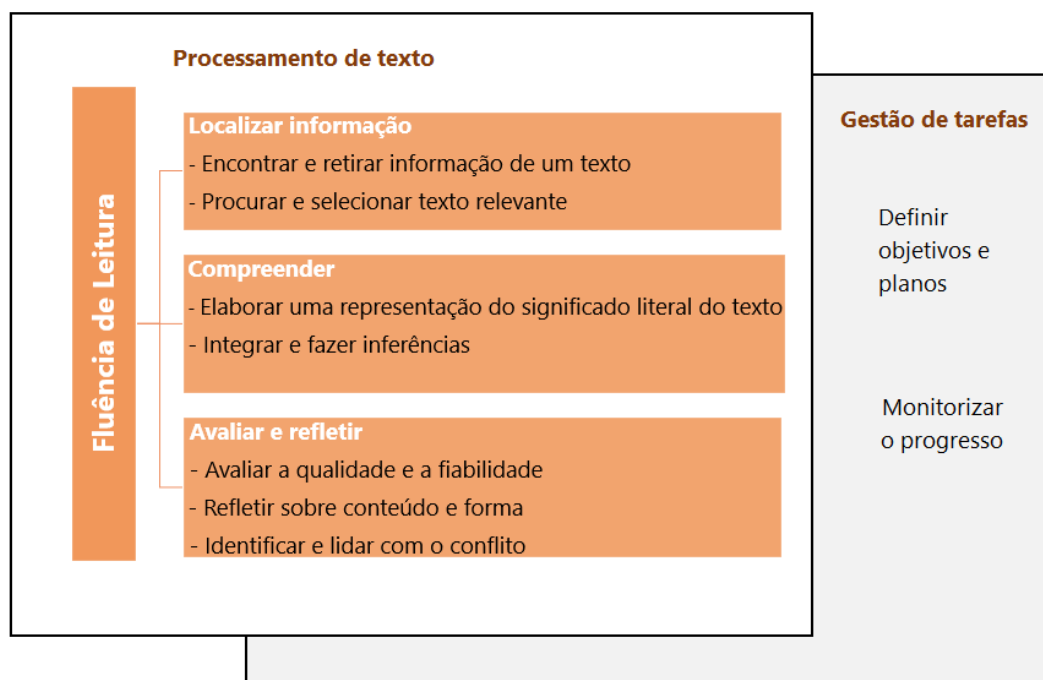 Processamento de texto
Fluência de Leitura
Localizar informação
- Encontrar e retirar informação de um texto
- Procurar e selecionar texto relevante
Compreender
- Elaborar uma representação do significado literal do texto
- Integrar e fazer inferências
Avaliar e refletir
- Avaliar a qualidade e a fiabilidade
- Refletir sobre conteúdo e forma
- Identificar e lidar com o conflito
Gestão de tarefas
Definir
objetivos e
planos
Monitorizar
o progresso